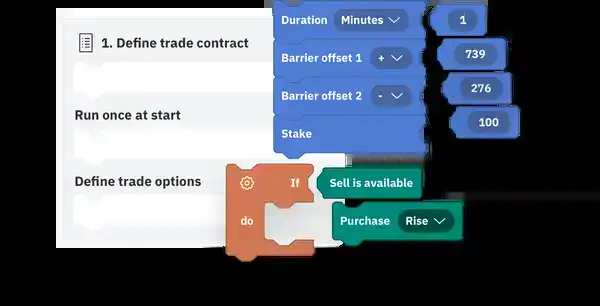 Duration Minutes 1
1. Define trade contract
Barrier offset 1 + 739
Barrier offset 2 - 276
Run once at start
Stake 100
Define trade options
If Sell is available
do Purchase Rise